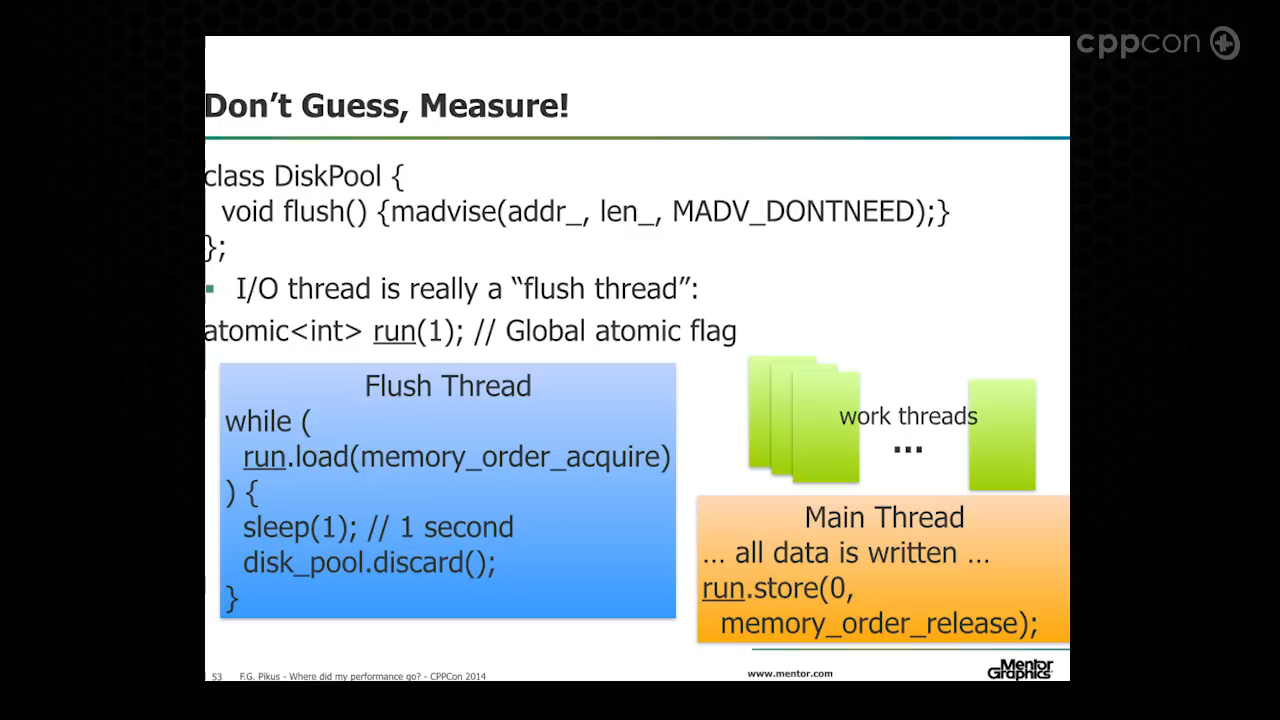 cppcon
Don't Guess, Measure!
class DiskPool {
void flush() {madvise(addr_, len_, MADV_DONTNEED);}
};
▪ I/O thread is really a “flush thread”:
atomic<int> run(1); // Global atomic flag
Flush Thread
while (
run.load(memory_order_acquire)
) {
sleep(1); // 1 second
disk_pool.discard();
}
work threads
...
Main Thread
… all data is written …
run.store(0,
memory_order_release);
53 F.G. Pikus - Where did my performance go? - CPPCon 2014
www.mentor.com
Mentor
Graphics